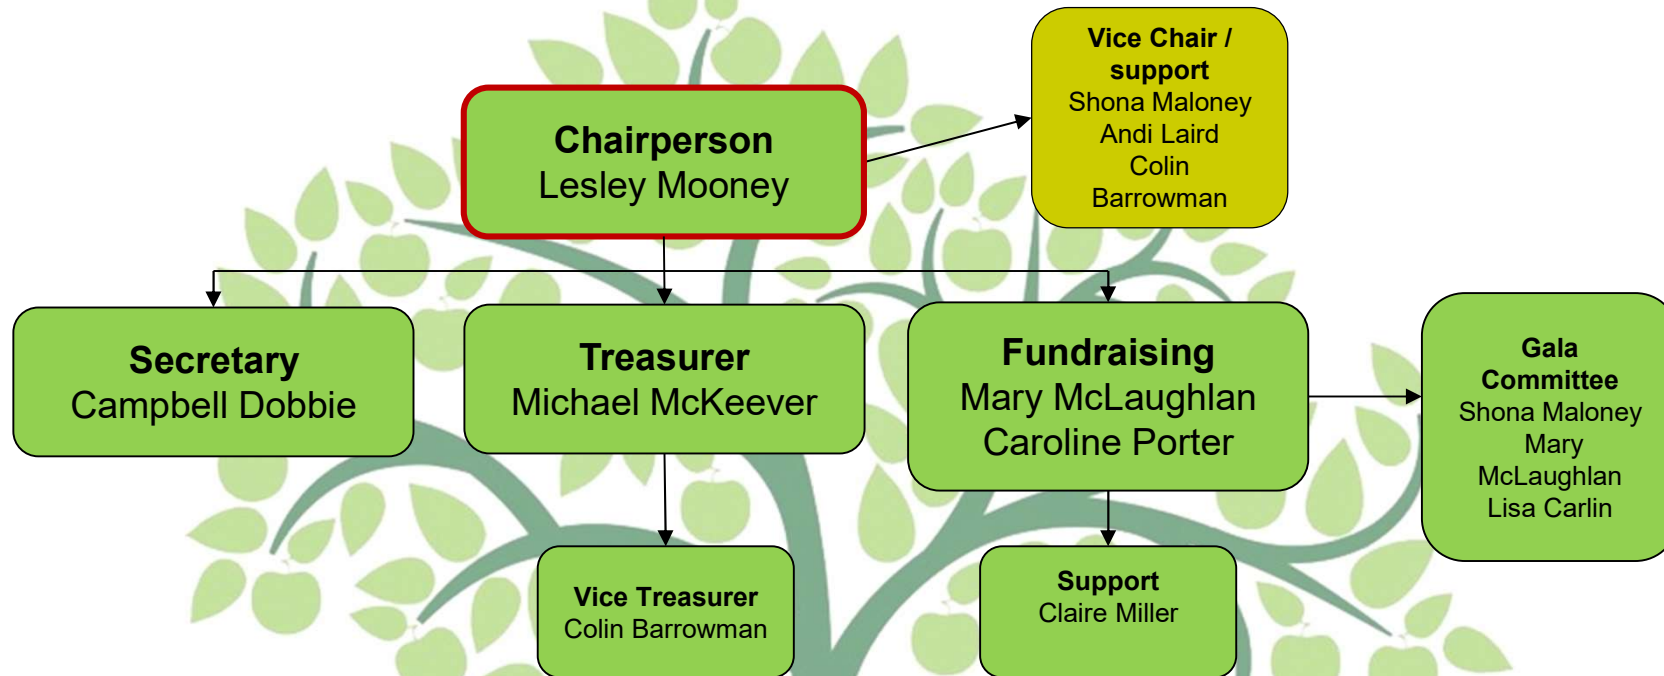 Vice Chair /
support
Shona Maloney
Andi Laird
Colin
Barrowman
Chairperson
Lesley Mooney
Secretary
Campbell Dobbie
Treasurer
Michael McKeever
Fundraising
Mary McLaughlan
Caroline Porter
Gala
Committee
Shona Maloney
Mary
McLaughlan
Lisa Carlin
Vice Treasurer
Colin Barrowman
Support
Claire Miller